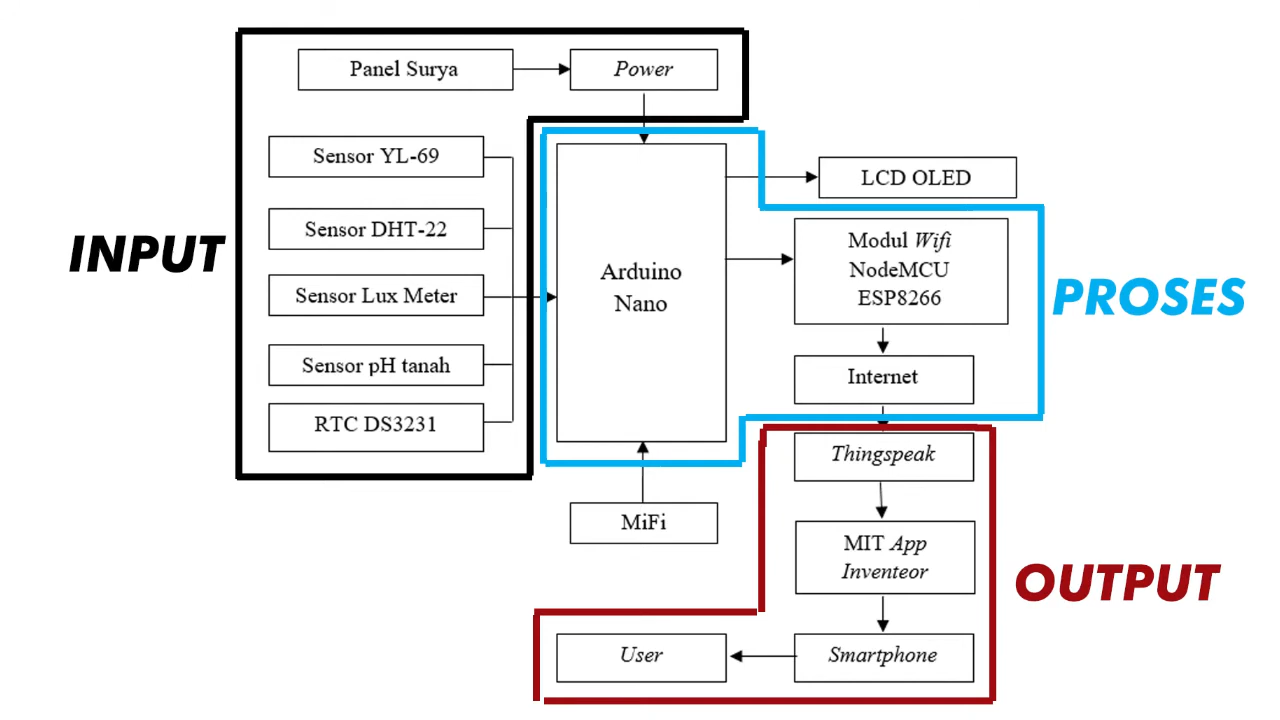 Panel Surya
Power
Sensor YL-69
LCD OLED
Sensor DHT-22
INPUT
Modul Wifi
NodeMCU
ESP8266
Arduino
Nano
Sensor Lux Meter
PROSES
Sensor pH tanah
Internet
RTC DS3231
Thingspeak
MiFi
MIT App
Inventeor
OUTPUT
User
Smartphone